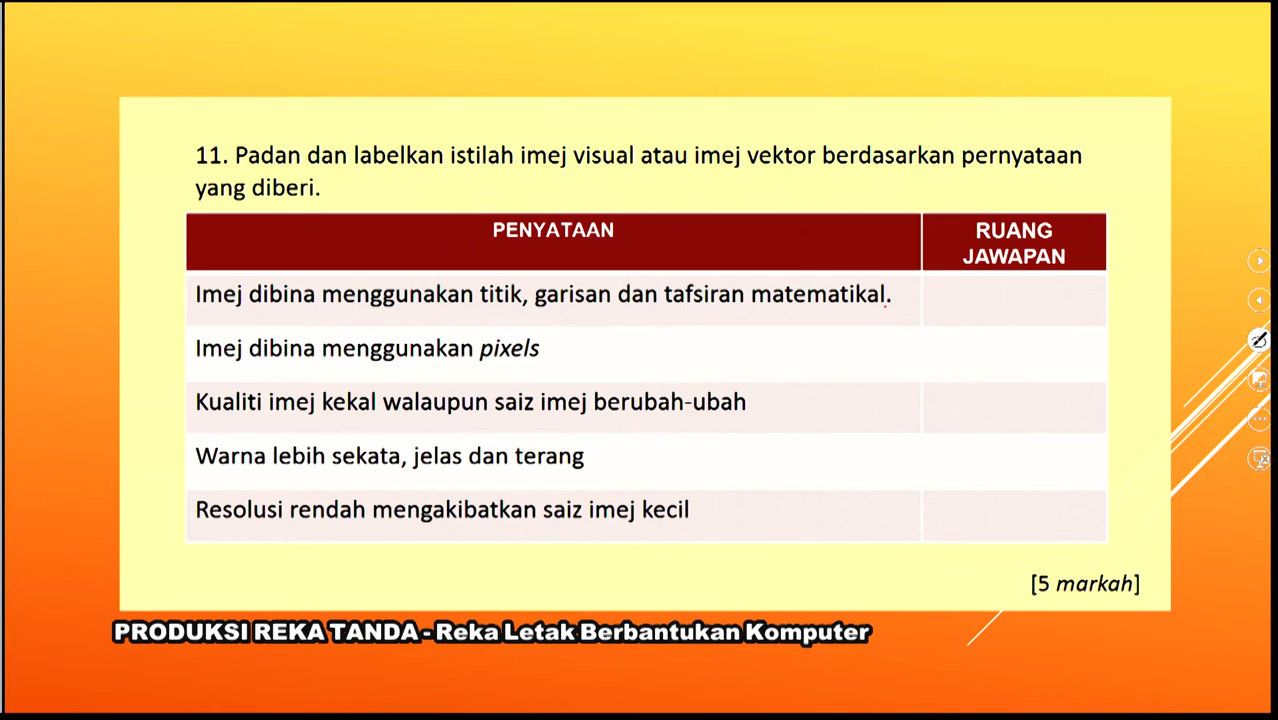 11. Padan dan labelkan istilah imej visual atau imej vektor berdasarkan pernyataan
yang diberi.
PENYATAAN
RUANG
JAWAPAN
Imej dibina menggunakan titik, garisan dan tafsiran matematikal.
Imej dibina menggunakan pixels
Kualiti imej kekal walaupun saiz imej berubah-ubah
Warna lebih sekata, jelas dan terang
Resolusi rendah mengakibatkan saiz imej kecil
[5 markah]
PRODUKSI REKA TANDA - Reka Letak Berbantukan Komputer